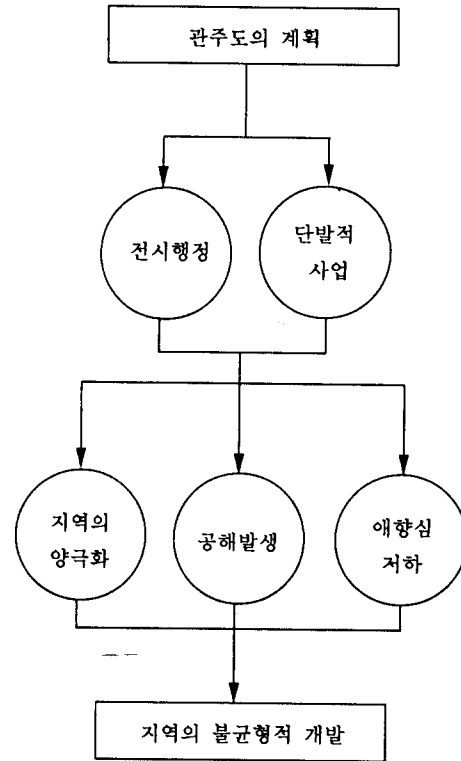 관주도의 계획
전시행정
단발적
사업
지역의
양극화
공해발생
애향심
저하
지역의 불균형적 개발